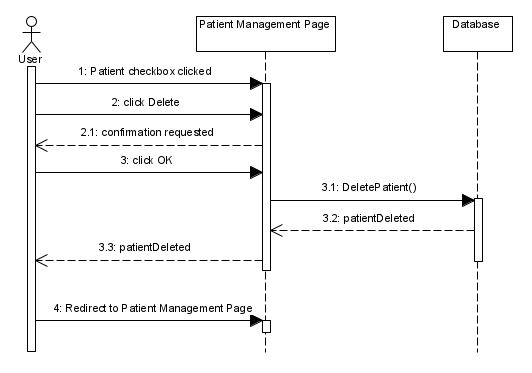 Patient Management Page
Database
User
1: Patient checkbox clicked
2: click Delete
2.1: confirmation requested
3: click OK
3.1: DeletePatient()
3.2: patientDeleted
3.3: patientDeleted
4: Redirect to Patient Management Page